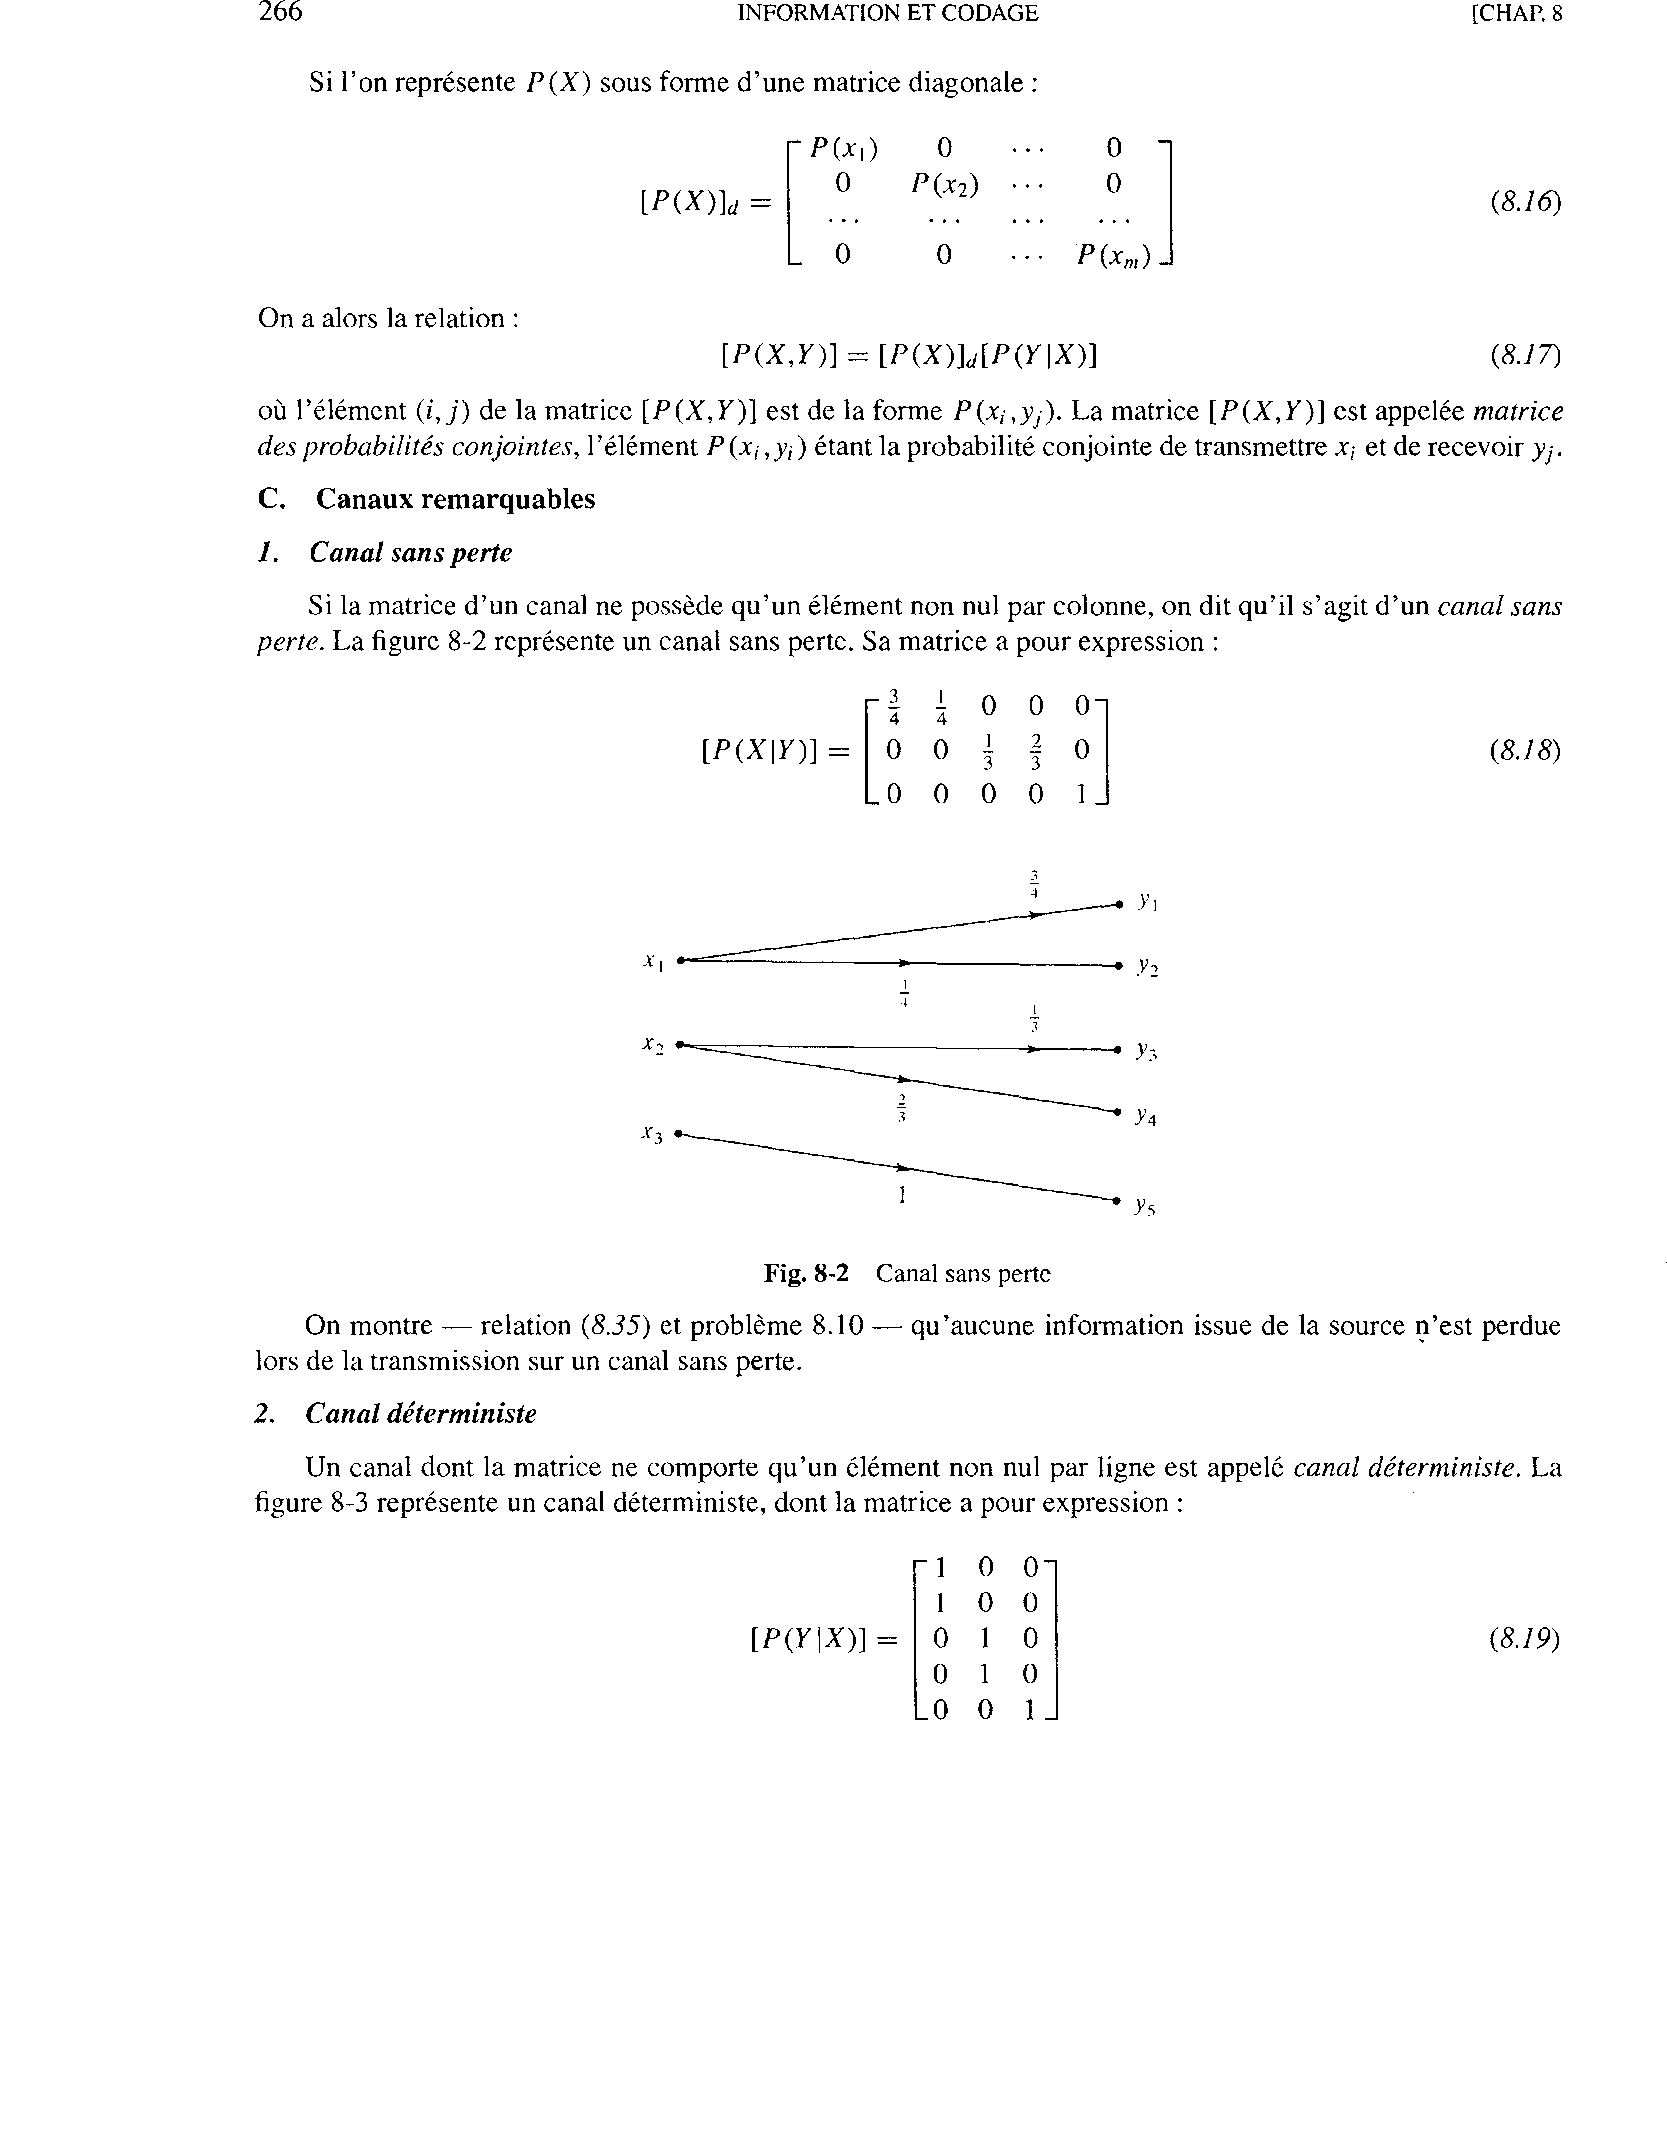 266 INFORMATION ET CODAGE [CHAP. 8
Si l'on représente P(X) sous forme d'une matrice diagonale :
[P(X)]d = [ P(x1) 0 ··· 0
0 P(x2) ··· 0
··· ··· ··· ···
0 0 ··· P(xm) ] (8.16)
On a alors la relation :
[P(X,Y)] = [P(X)]d[P(Y|X)] (8.17)
où l'élément (i, j) de la matrice [P(X,Y)] est de la forme P(xi,yj). La matrice [P(X,Y)] est appelée matrice
des probabilités conjointes, l'élément P(xi,yi) étant la probabilité conjointe de transmettre xi et de recevoir yj.
C. Canaux remarquables
1. Canal sans perte
Si la matrice d'un canal ne possède qu'un élément non nul par colonne, on dit qu'il s'agit d'un canal sans
perte. La figure 8-2 représente un canal sans perte. Sa matrice a pour expression :
[P(X|Y)] = [ 3/4 1/4 0 0 0
0 0 1/3 2/3 0
0 0 0 0 1 ] (8.18)
3/4
y1
x1
y2
1/4
1/3
x2
y3
2/3
y4
x3
1
y5
Fig. 8-2 Canal sans perte
On montre — relation (8.35) et problème 8.10 — qu'aucune information issue de la source n'est perdue
lors de la transmission sur un canal sans perte.
2. Canal déterministe
Un canal dont la matrice ne comporte qu'un élément non nul par ligne est appelé canal déterministe. La
figure 8-3 représente un canal déterministe, dont la matrice a pour expression :
[P(Y|X)] = [ 1 0 0
1 0 0
0 1 0
0 1 0
0 0 1 ] (8.19)